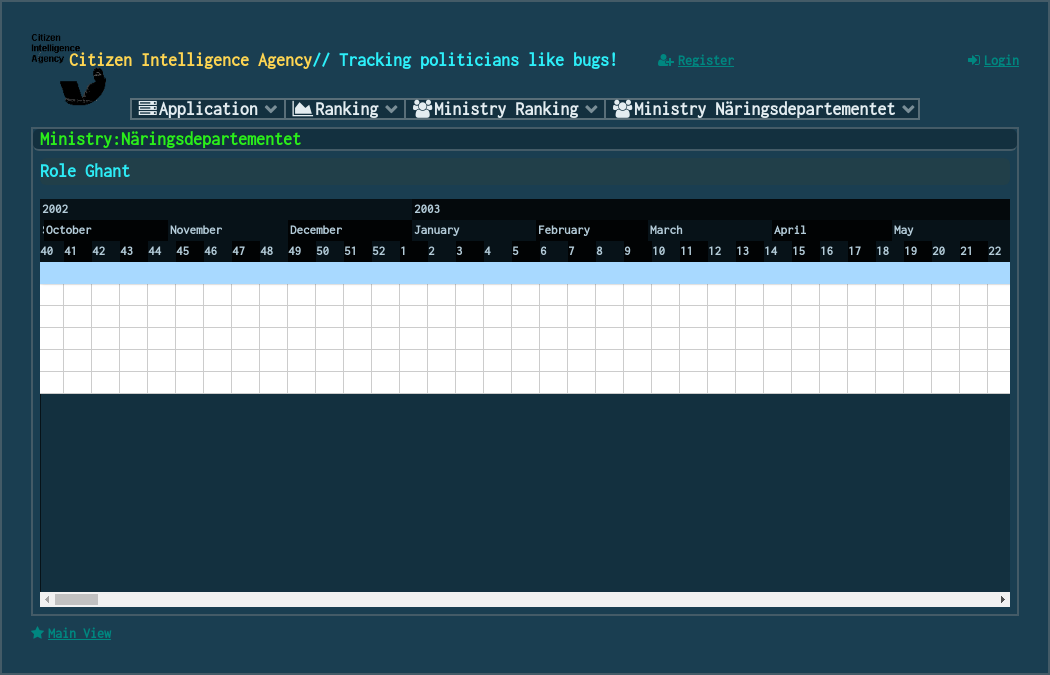 Citizen
Intelligence
Agency
Citizen Intelligence Agency// Tracking politicians like bugs!
Register
Login
Application
Ranking
Ministry Ranking
Ministry Näringsdepartementet
Ministry:Näringsdepartementet
Role Ghant
2002 2003
October November December January February March April May
40 41 42 43 44 45 46 47 48 49 50 51 52 1 2 3 4 5 6 7 8 9 10 11 12 13 14 15 16 17 18 19 20 21 22
Main View